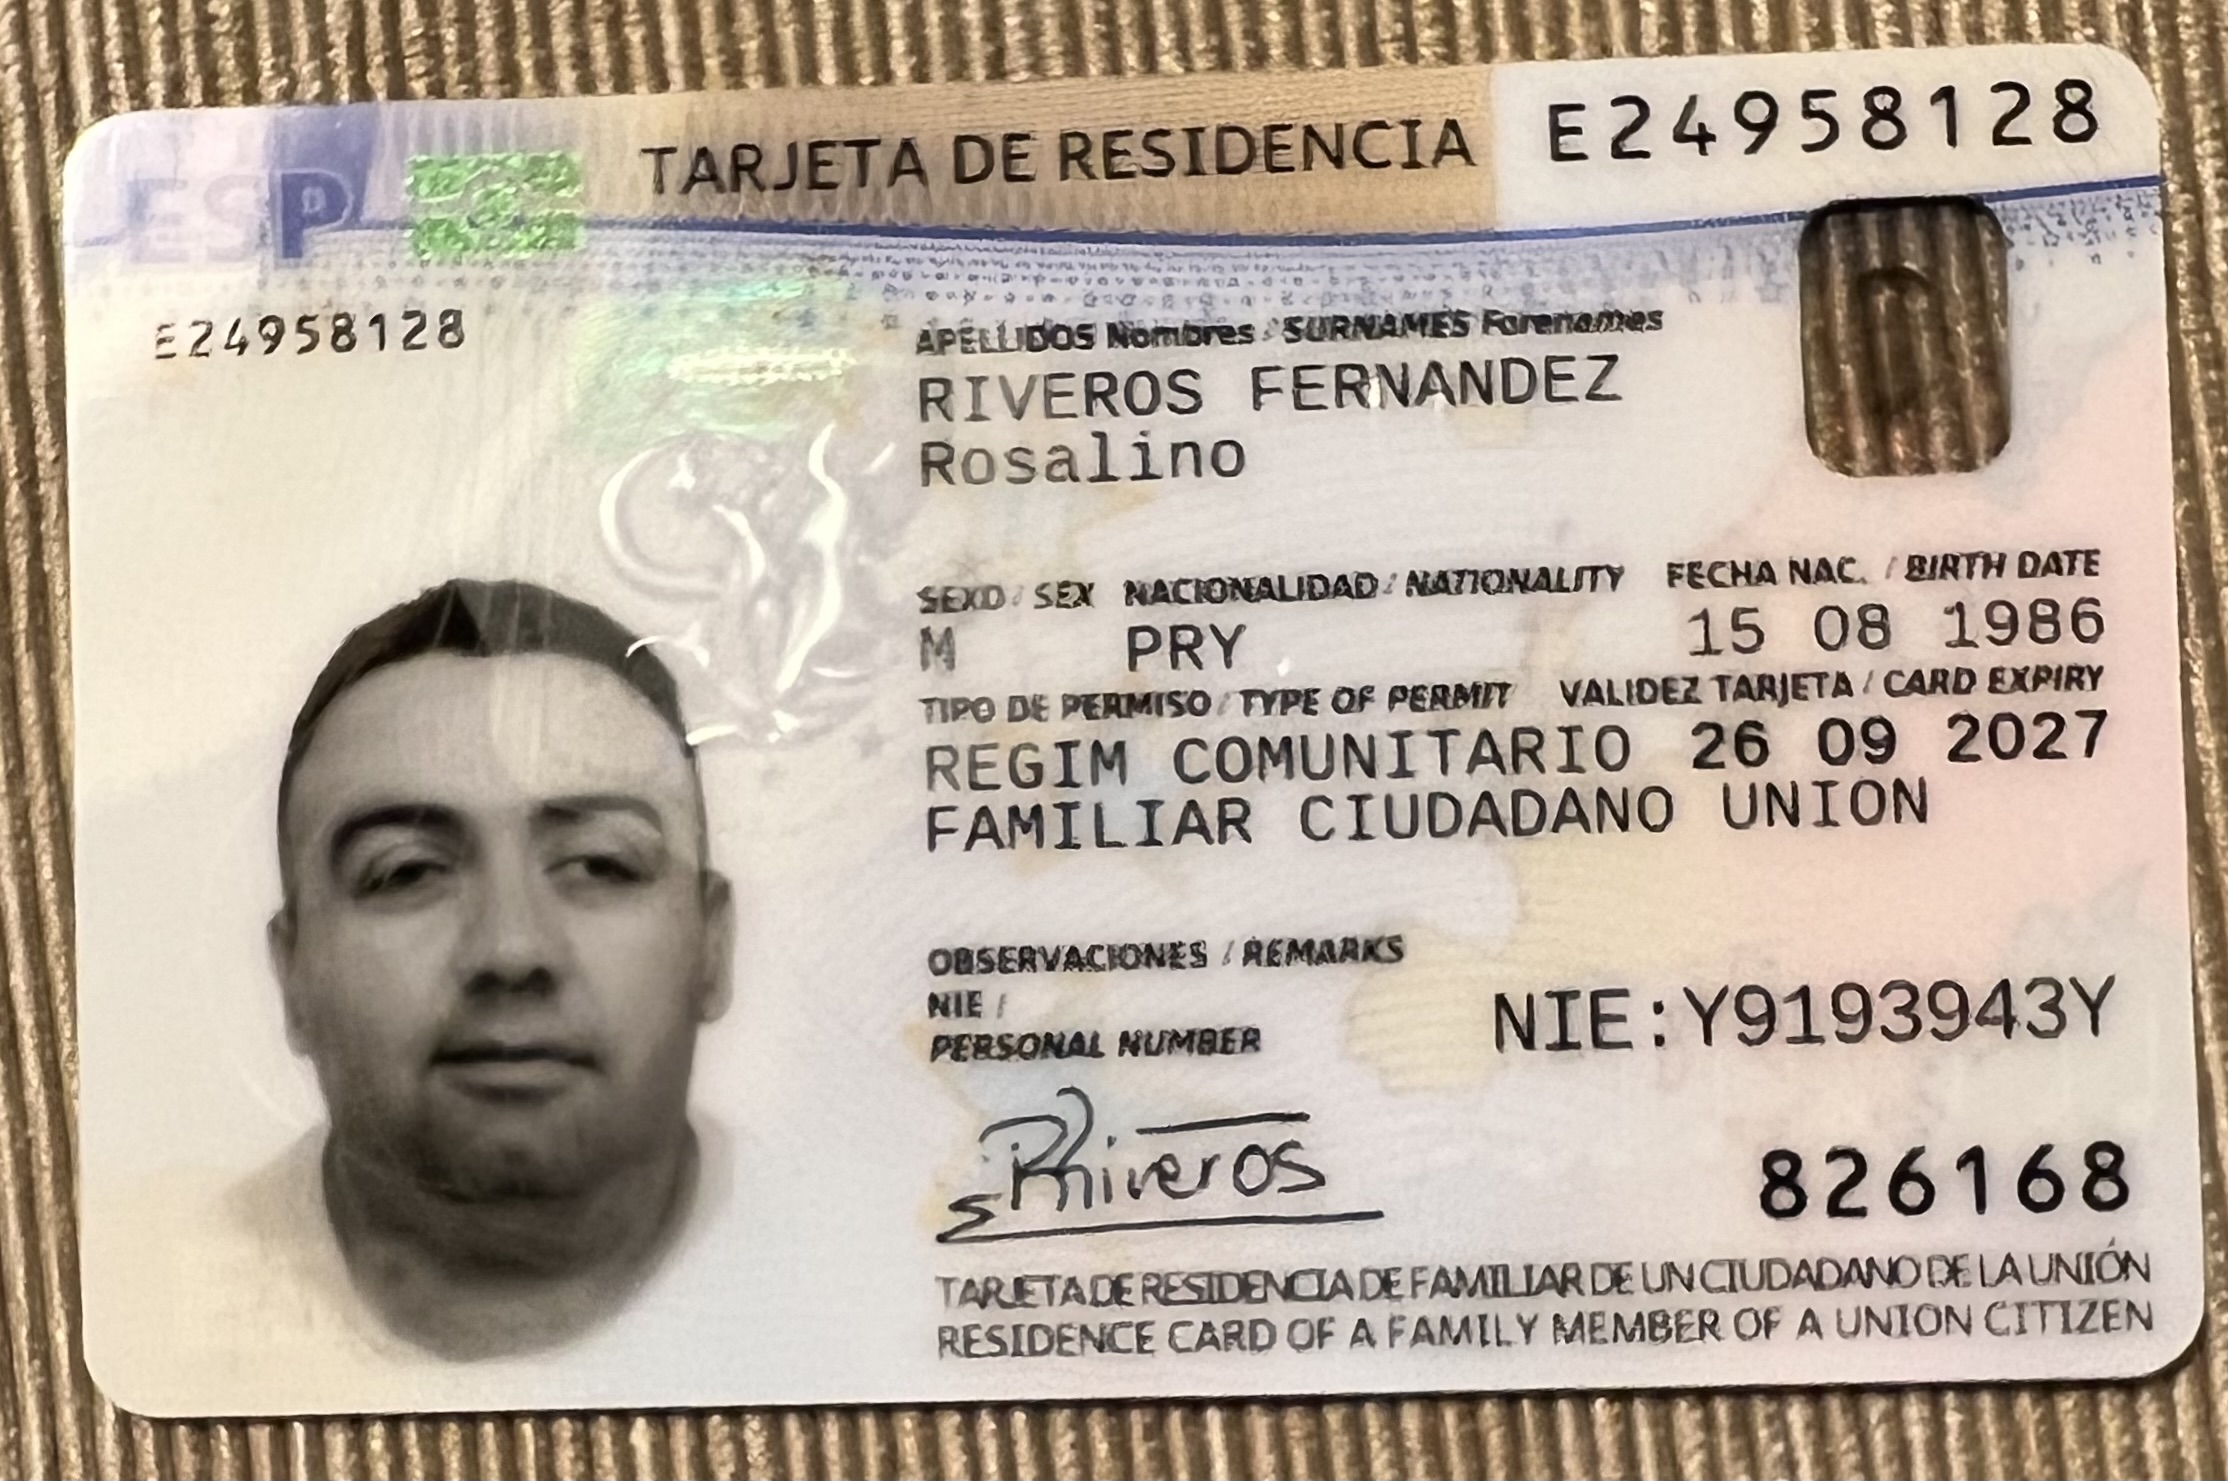 ESP
TARJETA DE RESIDENCIA
E24958128
E24958128
APELLIDOS Nombres / SURNAMES Forenames
RIVEROS FERNANDEZ
Rosalino
SEXO / SEX NACIONALIDAD / NATIONALITY FECHA NAC. / BIRTH DATE
M PRY 15 08 1986
TIPO DE PERMISO / TYPE OF PERMIT VALIDEZ TARJETA / CARD EXPIRY
REGIM COMUNITARIO 26 09 2027
FAMILIAR CIUDADANO UNION
OBSERVACIONES / REMARKS
NIE /
PERSONAL NUMBER
NIE:Y9193943Y
Riveros
826168
TARJETA DE RESIDENCIA DE FAMILIAR DE UN CIUDADANO DE LA UNIÓN
RESIDENCE CARD OF A FAMILY MEMBER OF A UNION CITIZEN